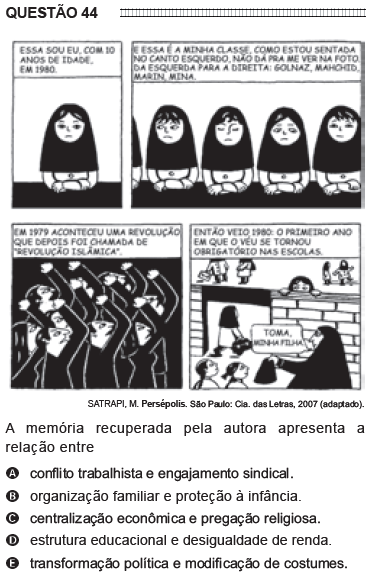 QUESTÃO 44
ESSA SOU EU, COM 10
ANOS DE IDADE,
EM 1980.
E ESSA É A MINHA CLASSE, COMO ESTOU SENTADA
NO CANTO ESQUERDO, NÃO DÁ PRA ME VER NA FOTO.
DA ESQUERDA PARA A DIREITA: GOLNAZ, MAHCHID,
MARIN, MINA.
EM 1979 ACONTECEU UMA REVOLUÇÃO
QUE DEPOIS FOI CHAMADA DE
"REVOLUÇÃO ISLÂMICA".
ENTÃO VEIO 1980: O PRIMEIRO ANO
EM QUE O VÉU SE TORNOU
OBRIGATÓRIO NAS ESCOLAS.
TOMA,
MINHA FILHA.
SATRAPI, M. Persépolis. São Paulo: Cia. das Letras, 2007 (adaptado).
A memória recuperada pela autora apresenta a
relação entre
A conflito trabalhista e engajamento sindical.
B organização familiar e proteção à infância.
C centralização econômica e pregação religiosa.
D estrutura educacional e desigualdade de renda.
E transformação política e modificação de costumes.